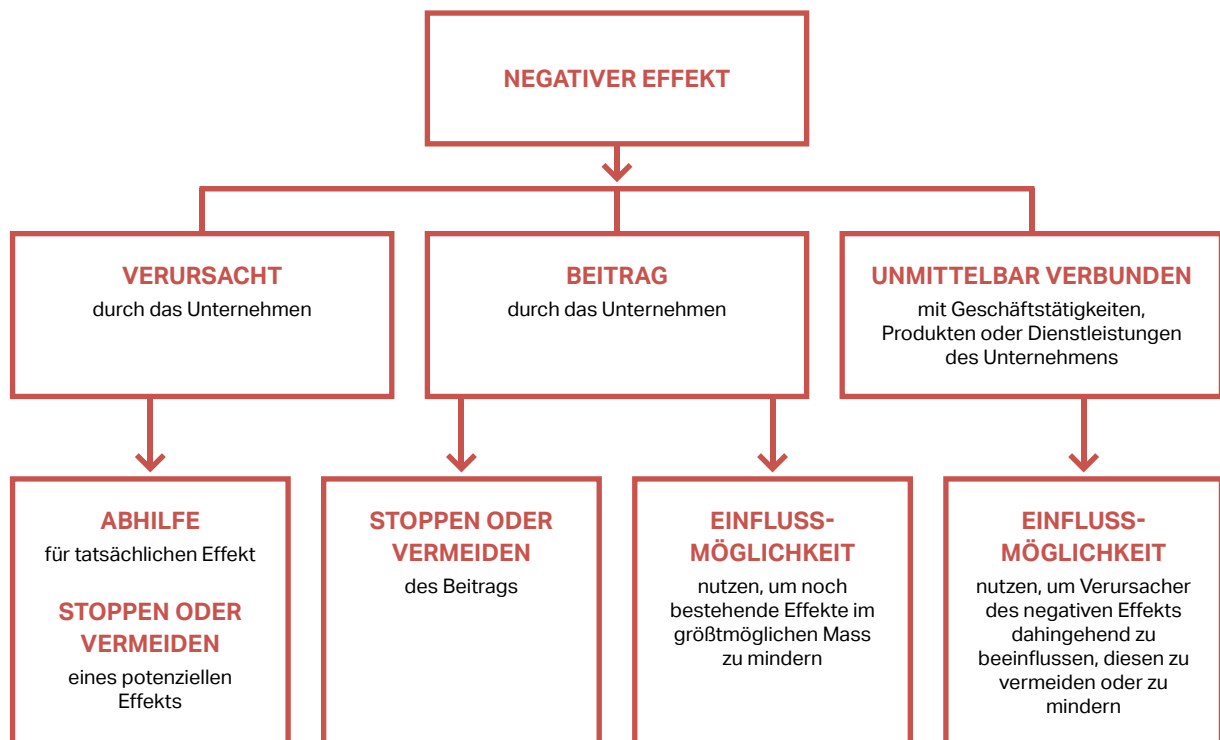 NEGATIVER EFFEKT
VERURSACHT
durch das Unternehmen
BEITRAG
durch das Unternehmen
UNMITTELBAR VERBUNDEN
mit Geschäftstätigkeiten,
Produkten oder Dienstleistungen
des Unternehmens
ABHILFE
für tatsächlichen Effekt
STOPPEN ODER
VERMEIDEN
eines potenziellen
Effekts
STOPPEN ODER
VERMEIDEN
des Beitrags
EINFLUSS-
MÖGLICHKEIT
nutzen, um noch
bestehende Effekte im
größtmöglichen Mass
zu mindern
EINFLUSS-
MÖGLICHKEIT
nutzen, um Verursacher
des negativen Effekts
dahingehend zu
beeinflussen, diesen zu
vermeiden oder zu
mindern